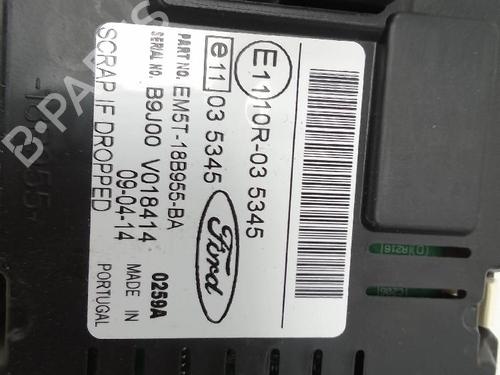 E11 10R-03 5345
e11 03 5345
Ford
PART NO. EM5T-18B955-BA
SERIAL NO. B9J00 V018414 0259A
09-04-14 MADE IN
SCRAP IF DROPPED PORTUGAL
B-PARTS
R216